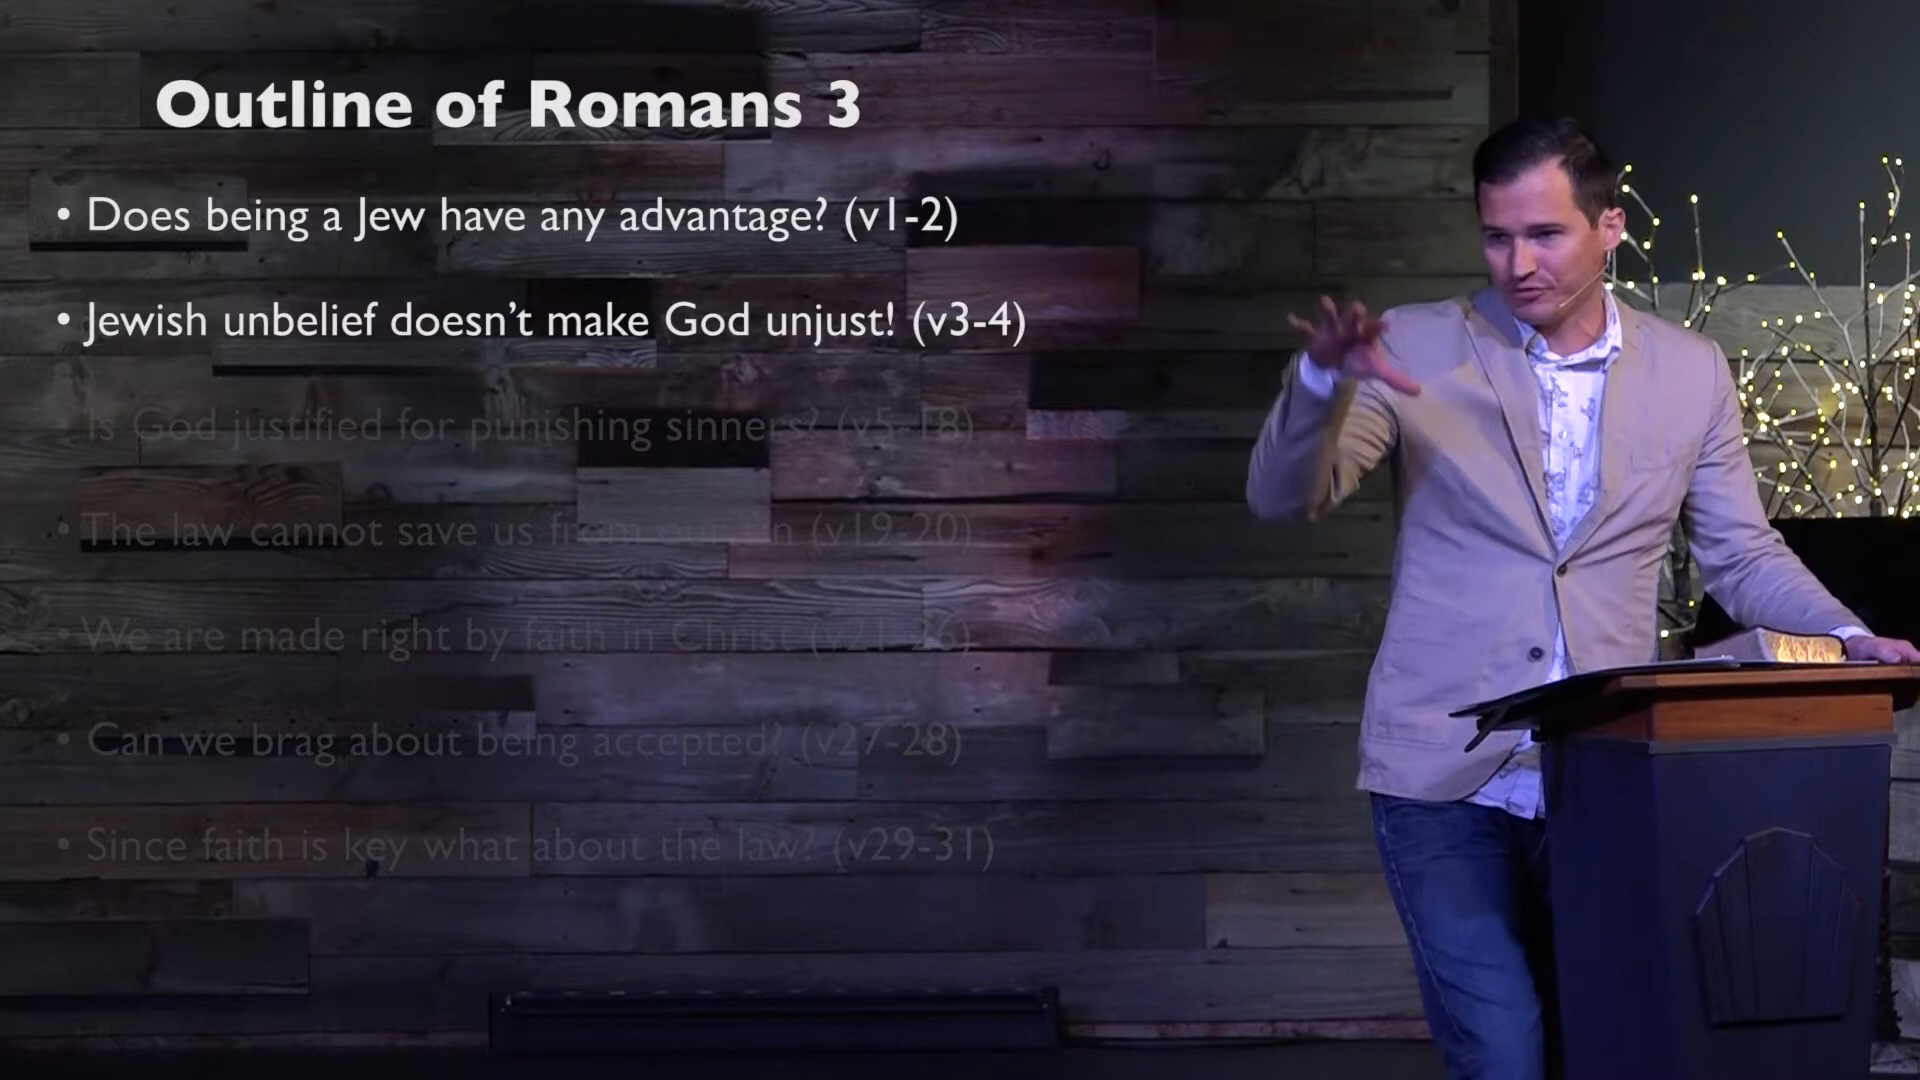 Outline of Romans 3
• Does being a Jew have any advantage? (v1-2)
• Jewish unbelief doesn’t make God unjust! (v3-4)
Is God justified for punishing sinners? (v5-18)
• The law cannot save us from our sin (v19-20)
• We are made right by faith in Christ (v21-26)
• Can we brag about being accepted? (v27-28)
• Since faith is key what about the law? (v29-31)